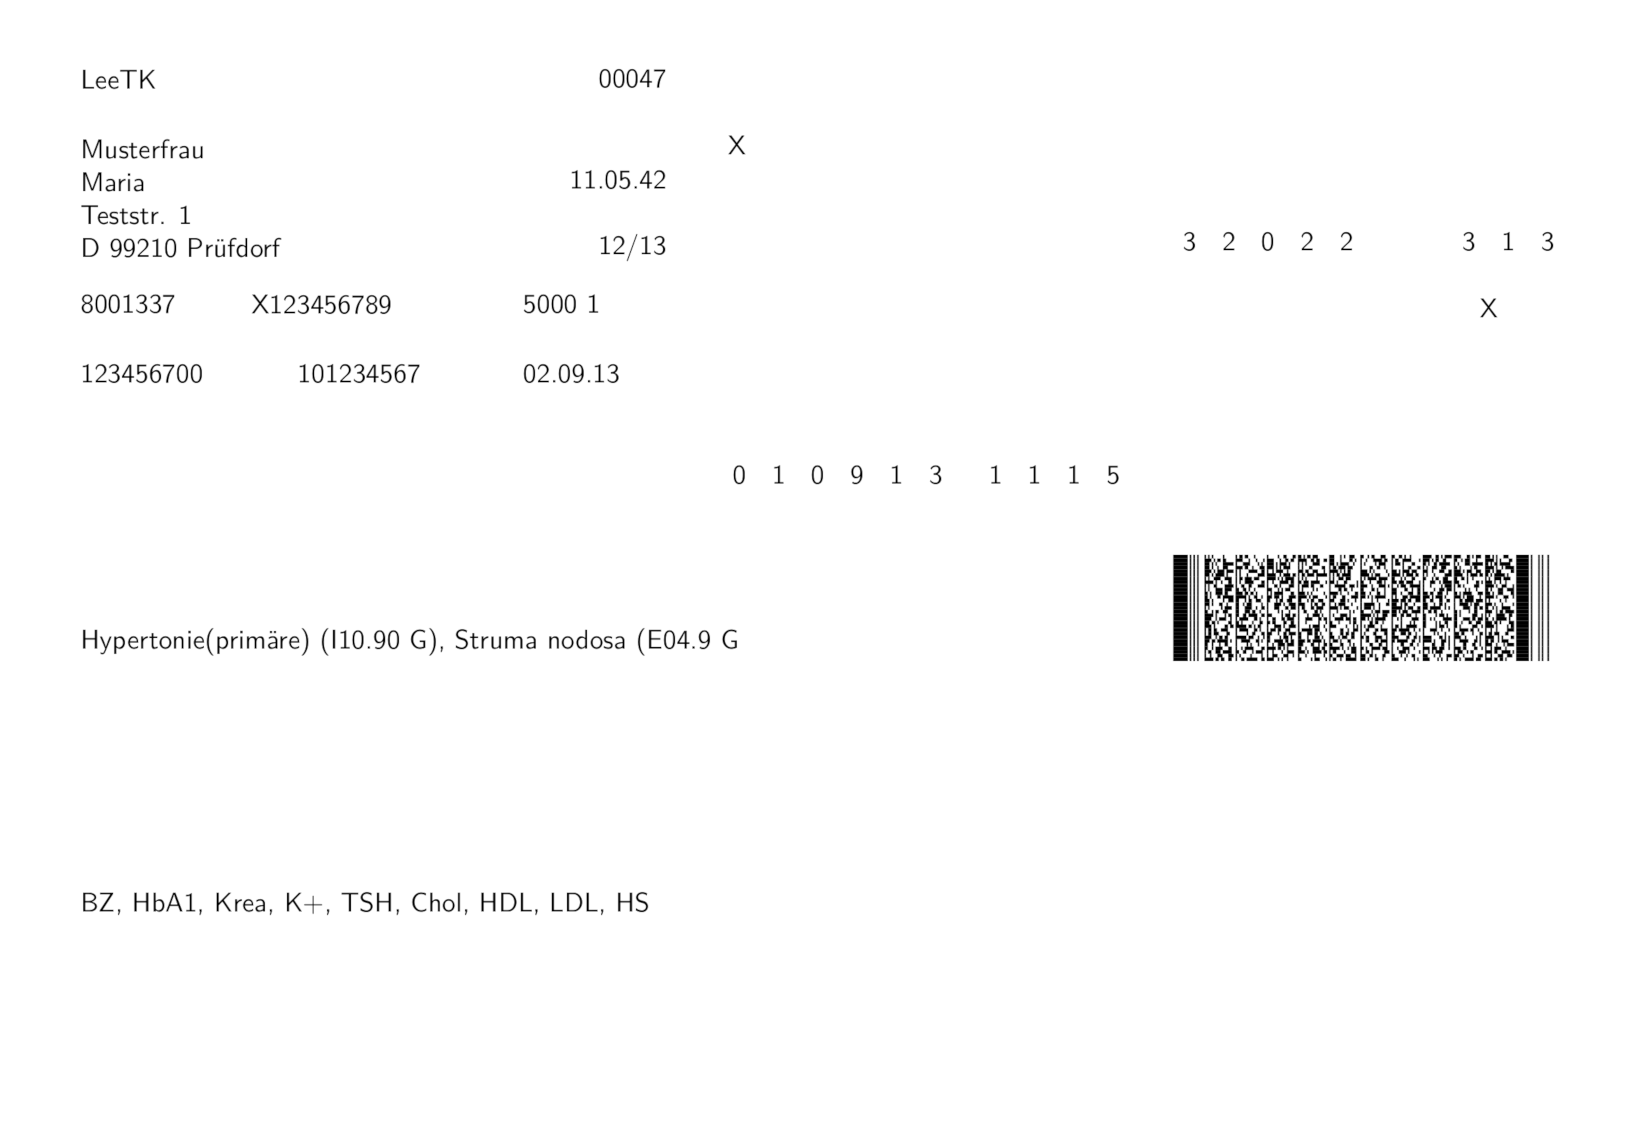 LeeTK 00047
X
Musterfrau
Maria 11.05.42
Teststr. 1
D 99210 Prüfdorf 12/13
3 2 0 2 2 3 1 3
8001337 X123456789 5000 1
X
123456700 101234567 02.09.13
0 1 0 9 1 3 1 1 1 5
Hypertonie(primäre) (I10.90 G), Struma nodosa (E04.9 G
BZ, HbA1, Krea, K+, TSH, Chol, HDL, LDL, HS